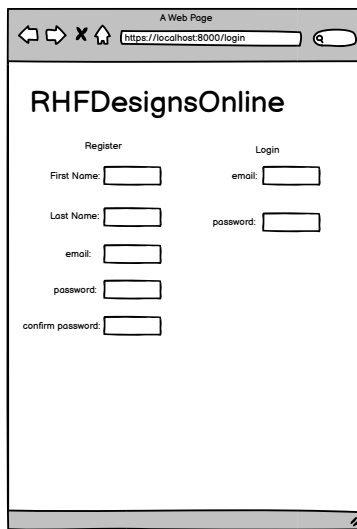 A Web Page
https://localhost:8000/login
RHFDesignsOnline
Register
First Name:
Last Name:
email:
password:
confirm password:
Login
email:
password: